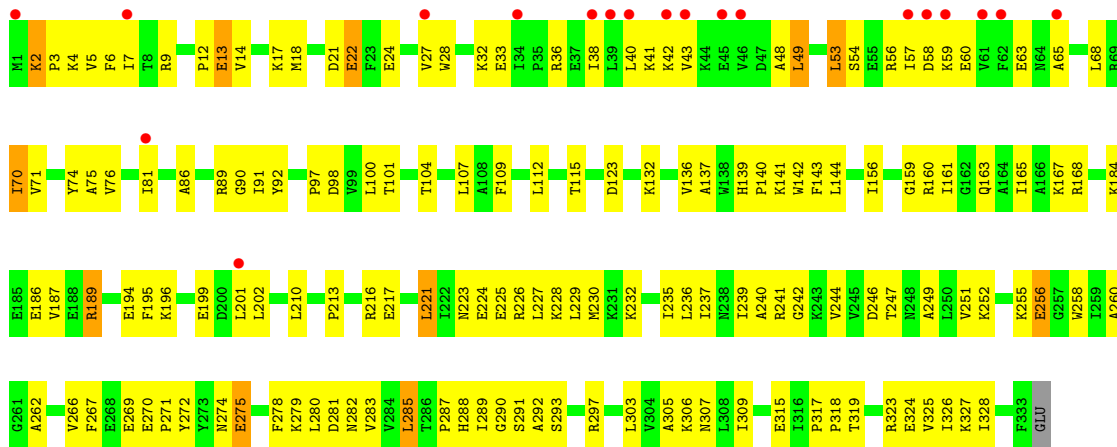 M1 K2 P3 K4 V5 F6 I7 T8 R9 P12 E13 V14 K17 M18 D21 E22 F23 E24 V27 W28 K32 E33 I34 P35 R36 E37 I38 L39 L40 K41 K42 V43 K44 E45 V46 D47 A48 L49 L53 S54 E55 R56 I57 D58 K59 E60 V61 F62 E63 N64 A65 L68 R69
I70 V71 Y74 A75 V76 I81 A86 R89 G90 I91 Y92 P97 D98 V99 L100 T101 T104 L107 A108 F109 L112 T115 D123 K132 V136 A137 W138 H139 P140 K141 W142 F143 L144 I156 G159 R160 I161 G162 Q163 A164 I165 A166 K167 R168 K184
E185 E186 V187 E188 R189 E194 F195 K196 E199 D200 L201 L202 L210 P213 R216 E217 L221 I222 N223 E224 E225 R226 L227 K228 L229 M230 K231 K232 I235 L236 I237 N238 I239 A240 R241 G242 K243 V244 V245 D246 T247 N248 A249 L250 V251 K252 K255 E256 G257 W258 I259 A260
G261 A262 V266 F267 E268 E269 E270 P271 Y272 Y273 N274 E275 F278 K279 L280 D281 N282 V283 V284 L285 T286 P287 H288 I289 G290 S291 A292 S293 R297 L303 V304 A305 K306 N307 L308 I309 E315 I316 P317 P318 T319 R323 E324 V325 I326 K327 I328 F333 GLU